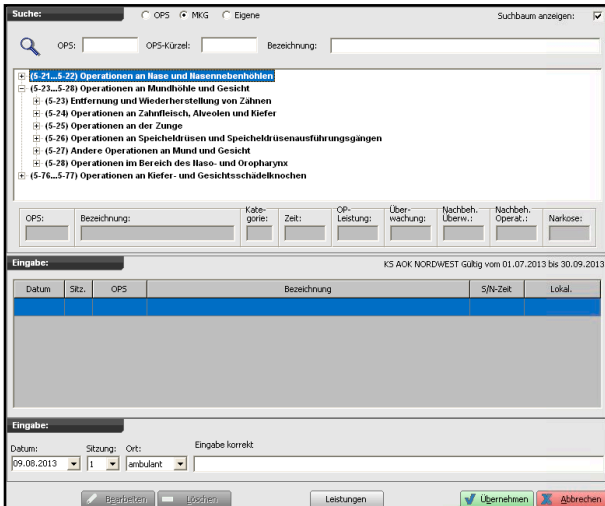 Suche: OPS MKG Eigene Suchbaum anzeigen:
OPS: OPS-Kürzel: Bezeichnung:
(5-21...5-22) Operationen an Nase und Nasennebenhöhlen
(5-23...5-28) Operationen an Mundhöhle und Gesicht
(5-23) Entfernung und Wiederherstellung von Zähnen
(5-24) Operationen an Zahnfleisch, Alveolen und Kiefer
(5-25) Operationen an der Zunge
(5-26) Operationen an Speicheldrüsen und Speicheldrüsenausführungsgängen
(5-27) Andere Operationen an Mund und Gesicht
(5-28) Operationen im Bereich des Naso- und Oropharynx
(5-76...5-77) Operationen an Kiefer- und Gesichtsschädelknochen
OPS: Bezeichnung: Kate-gorie: Zeit: OP-Leistung: Über-wachung: Nachbeh. Überw.: Nachbeh. Operat.: Narkose:
Eingabe: KS AOK NORDWEST Gültig vom 01.07.2013 bis 30.09.2013
Datum Sitz. OPS Bezeichnung S/N-Zeit Lokal.
Eingabe:
Datum: Sitzung: Ort: Eingabe korrekt
09.08.2013 1 ambulant
Bearbeiten Löschen Leistungen Übernehmen Abbrechen